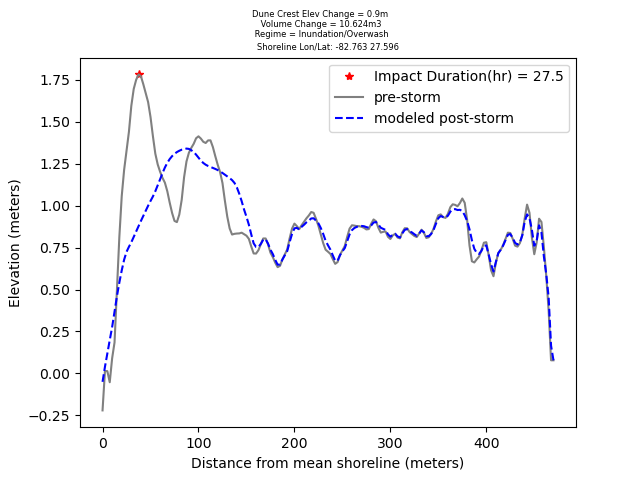 Dune Crest Elev Change = 0.9m
Volume Change = 10.624m3
Regime = Inundation/Overwash
Shoreline Lon/Lat: -82.763 27.596
Impact Duration(hr) = 27.5
pre-storm
modeled post-storm
Elevation (meters)
1.75
1.50
1.25
1.00
0.75
0.50
0.25
0.00
−0.25
0
100
200
300
400
Distance from mean shoreline (meters)